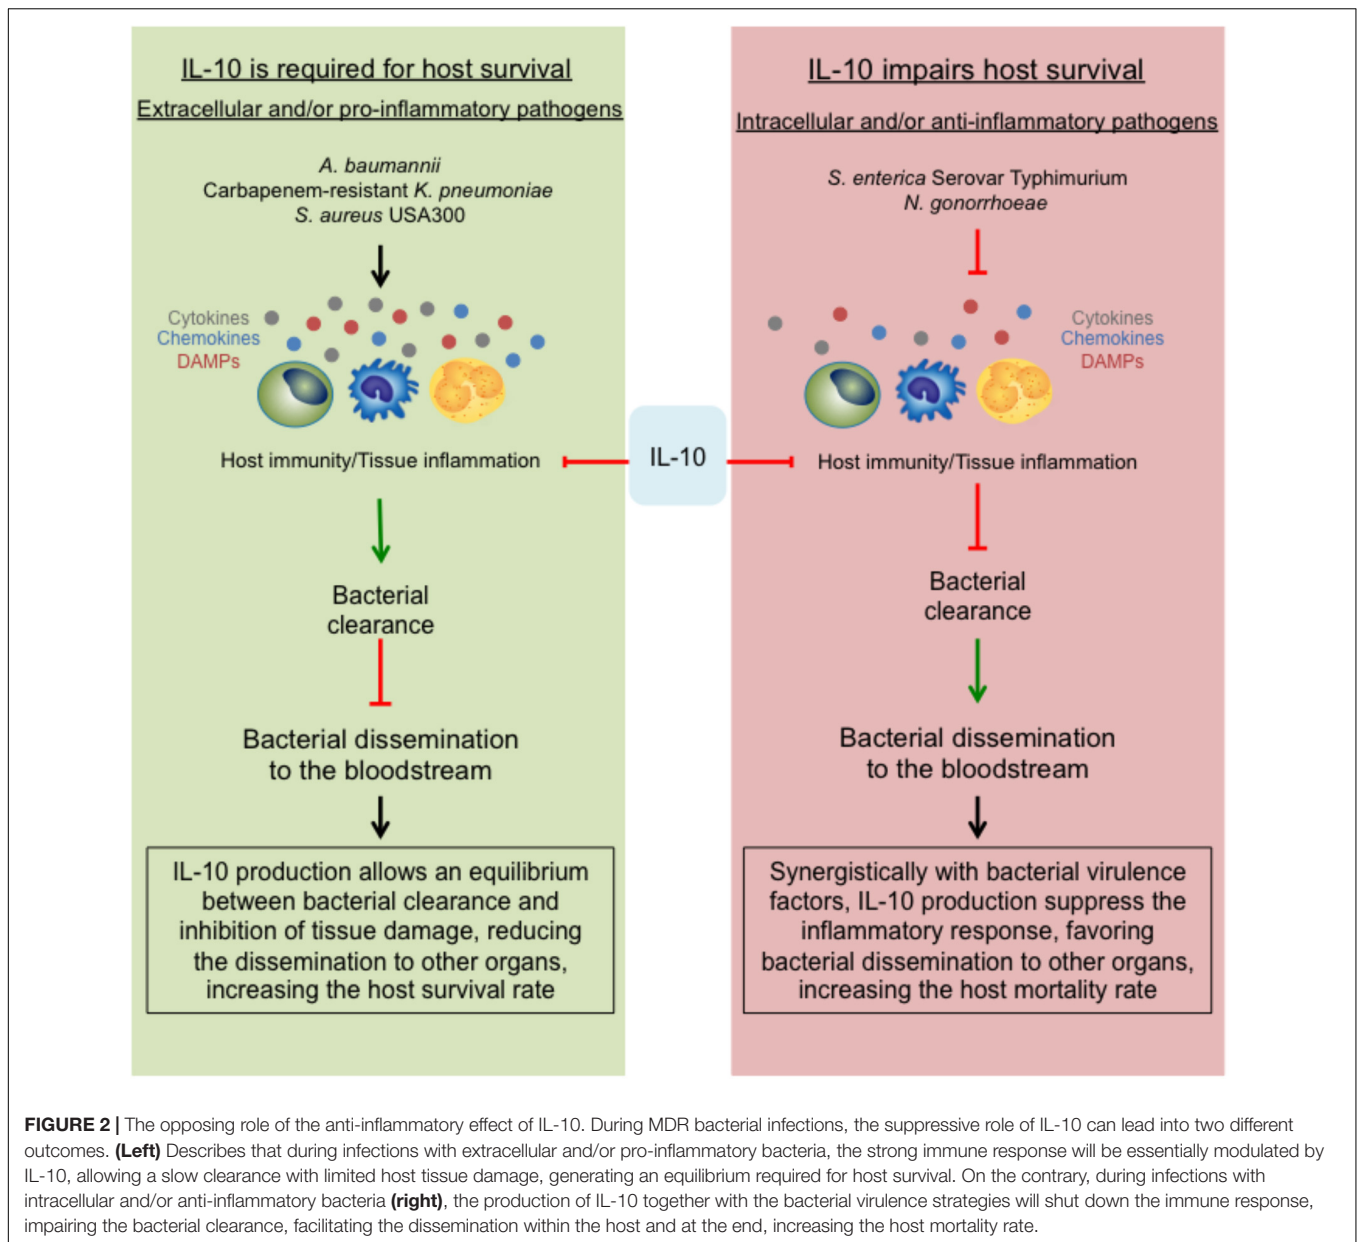 IL-10 is required for host survival
Extracellular and/or pro-inflammatory pathogens
A. baumannii
Carbapenem-resistant K. pneumoniae
S. aureus USA300
Cytokines
Chemokines
DAMPs
Host immunity/Tissue inflammation
Bacterial
clearance
Bacterial dissemination
to the bloodstream
IL-10 production allows an equilibrium
between bacterial clearance and
inhibition of tissue damage, reducing
the dissemination to other organs,
increasing the host survival rate
IL-10
IL-10 impairs host survival
Intracellular and/or anti-inflammatory pathogens
S. enterica Serovar Typhimurium
N. gonorrhoeae
Cytokines
Chemokines
DAMPs
Host immunity/Tissue inflammation
Bacterial
clearance
Bacterial dissemination
to the bloodstream
Synergistically with bacterial virulence
factors, IL-10 production suppress the
inflammatory response, favoring
bacterial dissemination to other organs,
increasing the host mortality rate
FIGURE 2 | The opposing role of the anti-inflammatory effect of IL-10. During MDR bacterial infections, the suppressive role of IL-10 can lead into two different
outcomes. (Left) Describes that during infections with extracellular and/or pro-inflammatory bacteria, the strong immune response will be essentially modulated by
IL-10, allowing a slow clearance with limited host tissue damage, generating an equilibrium required for host survival. On the contrary, during infections with
intracellular and/or anti-inflammatory bacteria (right), the production of IL-10 together with the bacterial virulence strategies will shut down the immune response,
impairing the bacterial clearance, facilitating the dissemination within the host and at the end, increasing the host mortality rate.